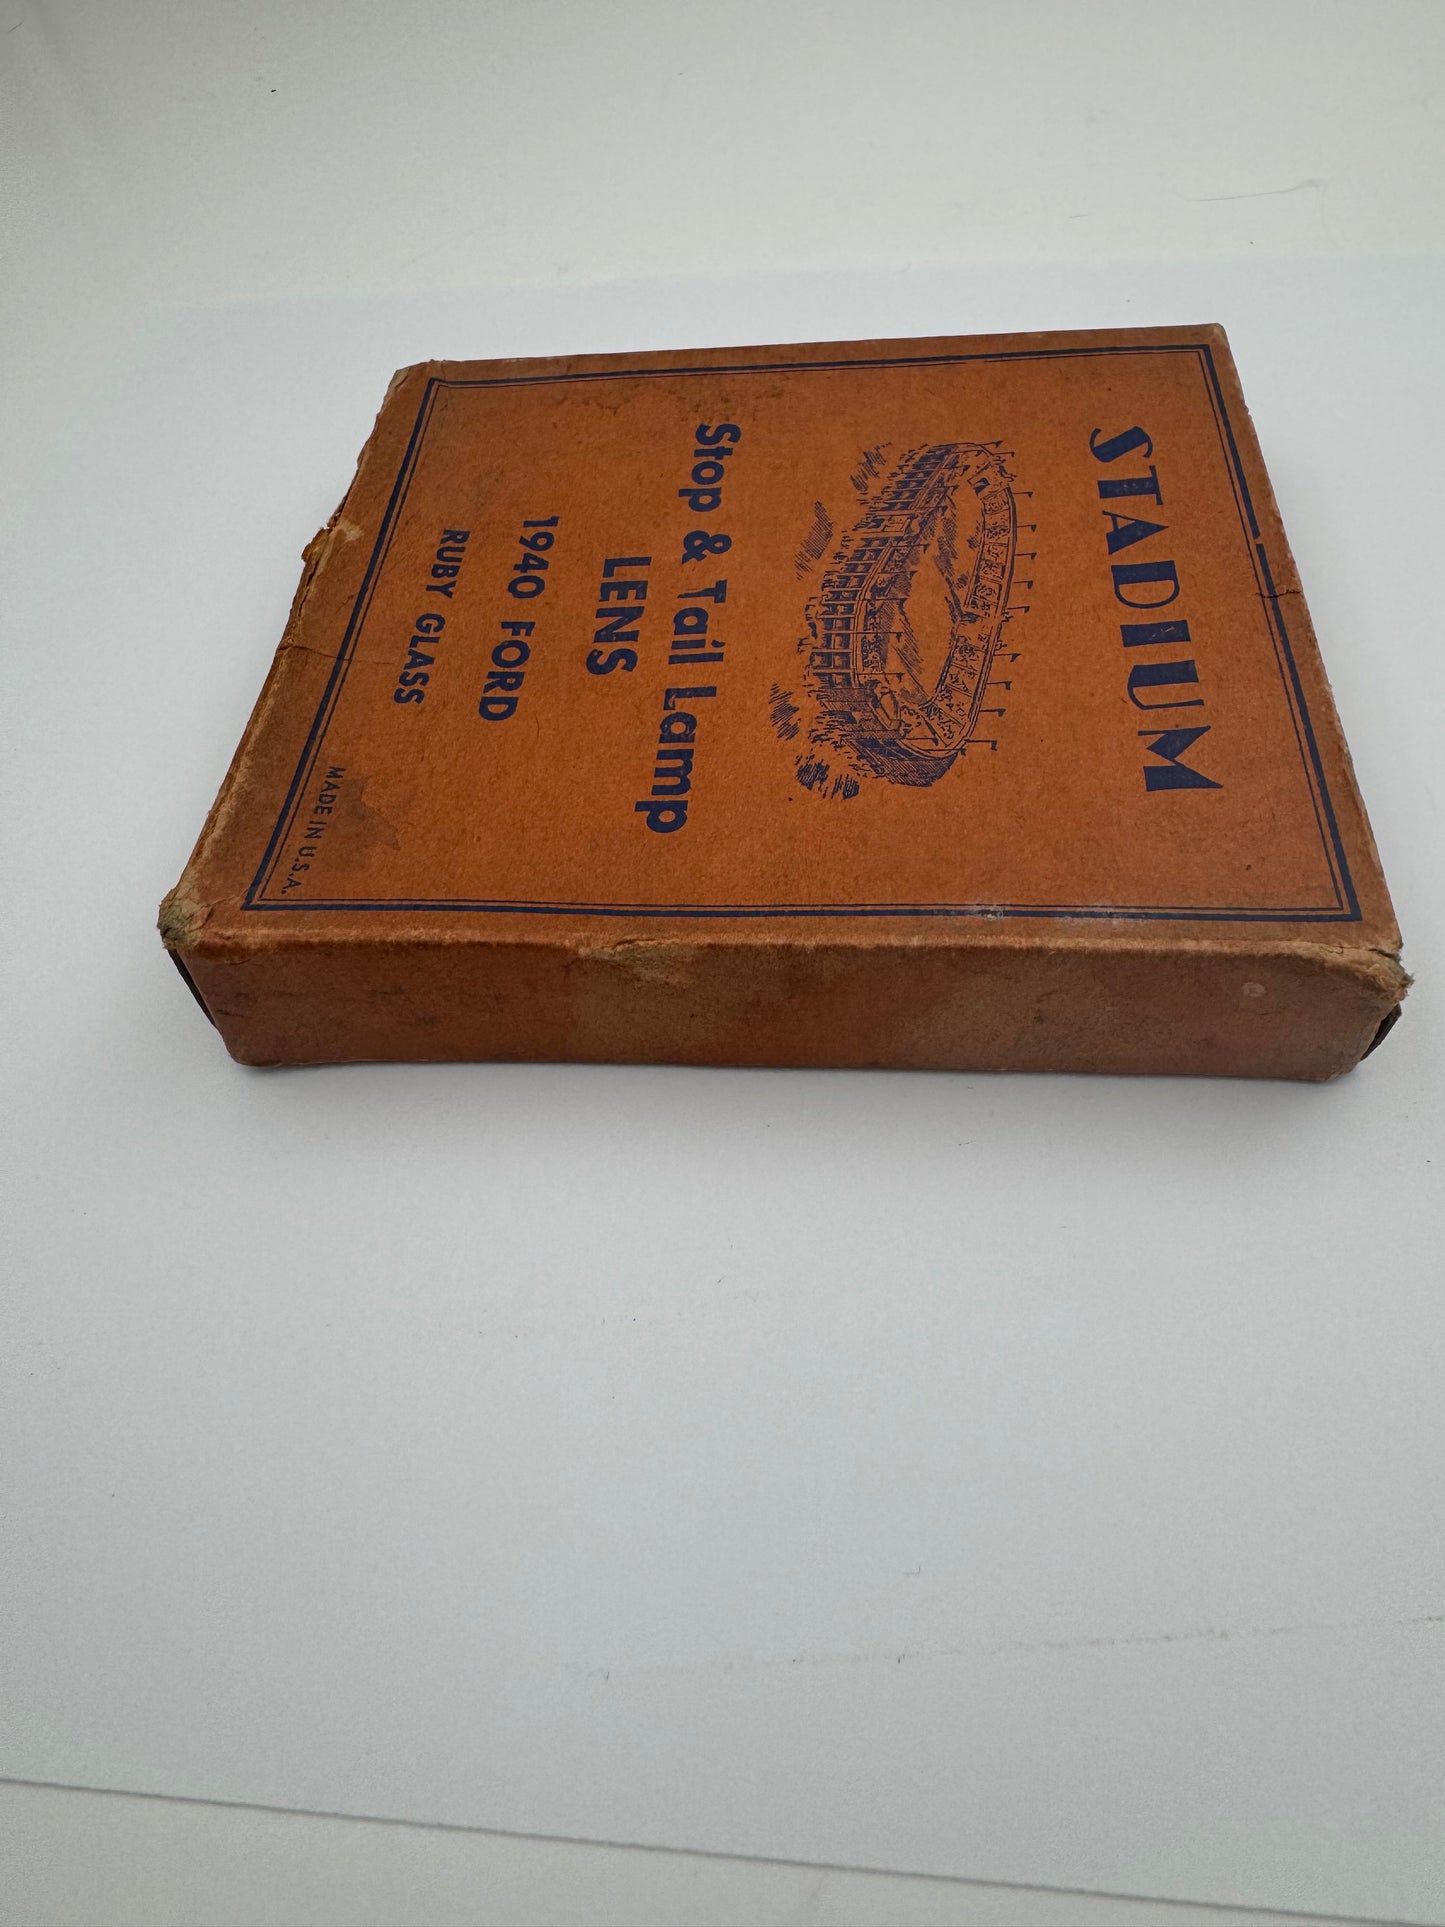 STADIUM
Stop & Tail Lamp
LENS
1940 FORD
RUBY GLASS
MADE IN U.S.A.